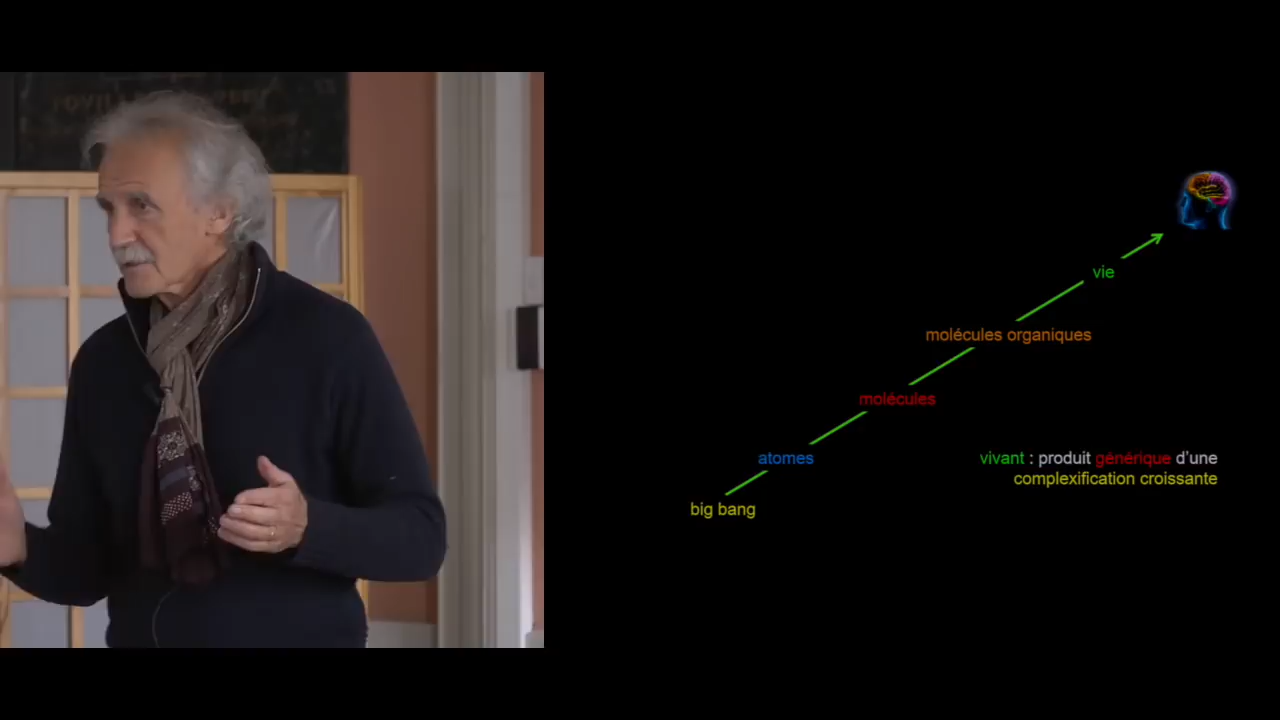 vie
molécules organiques
molécules
atomes
vivant : produit générique d'une
complexification croissante
big bang